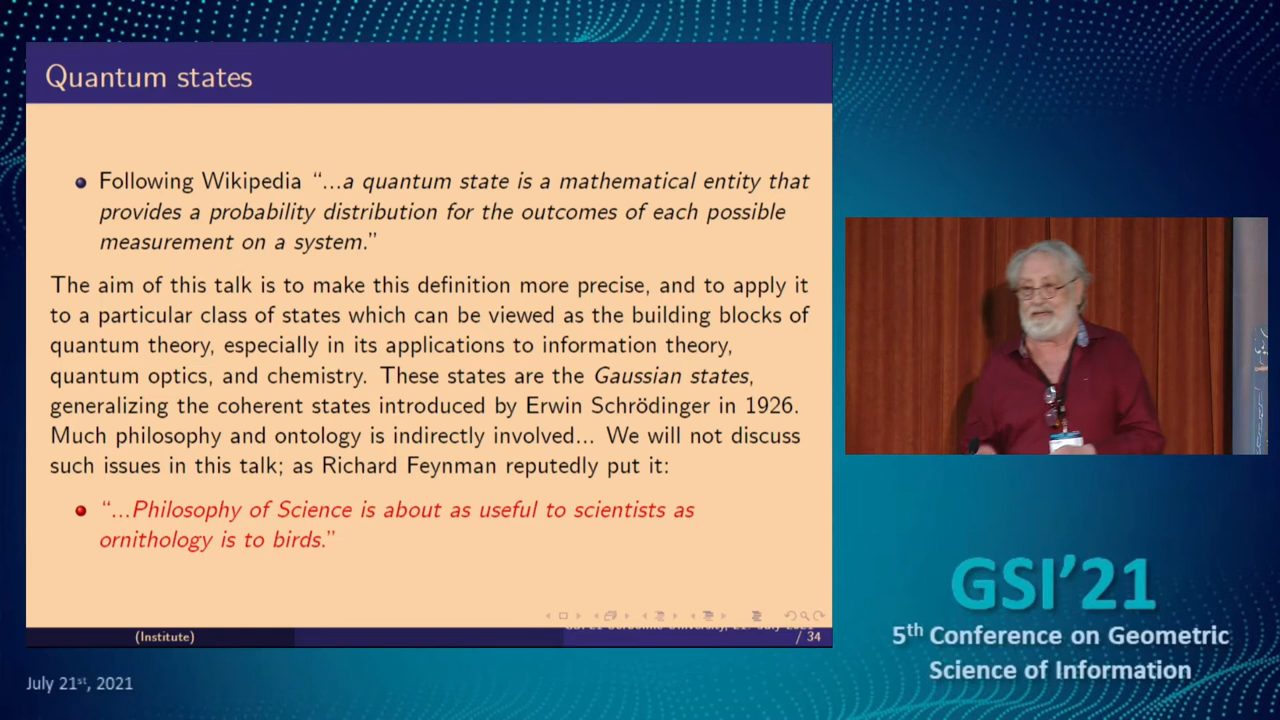 Quantum states
Following Wikipedia “...a quantum state is a mathematical entity that
provides a probability distribution for the outcomes of each possible
measurement on a system.”
The aim of this talk is to make this definition more precise, and to apply it
to a particular class of states which can be viewed as the building blocks of
quantum theory, especially in its applications to information theory,
quantum optics, and chemistry. These states are the Gaussian states,
generalizing the coherent states introduced by Erwin Schrödinger in 1926.
Much philosophy and ontology is indirectly involved... We will not discuss
such issues in this talk; as Richard Feynman reputedly put it:
“...Philosophy of Science is about as useful to scientists as
ornithology is to birds.”
(Institute)
/ 34
July 21st, 2021
GSI’21
5th Conference on Geometric
Science of Information